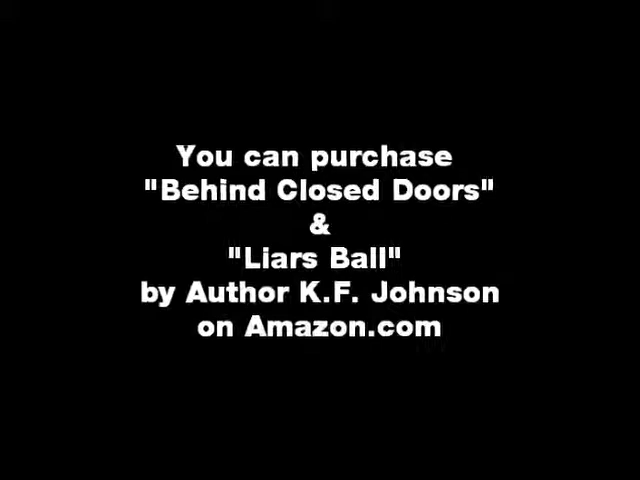 You can purchase
"Behind Closed Doors"
&
"Liars Ball"
by Author K.F. Johnson
on Amazon.com